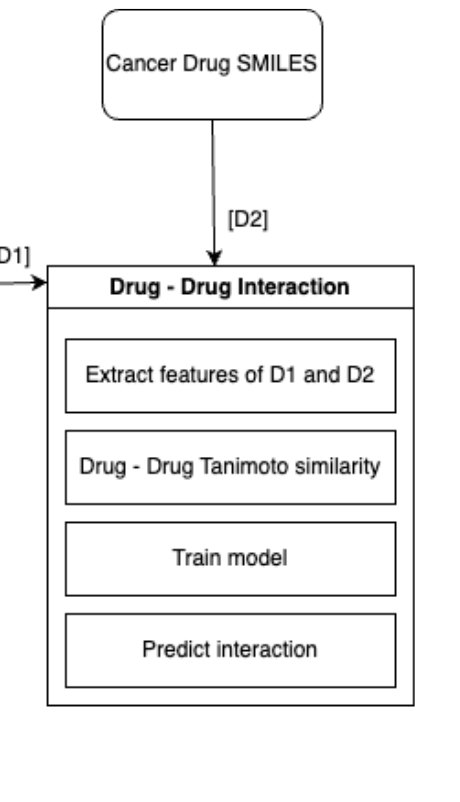 Cancer Drug SMILES
[D2]
D1]
Drug - Drug Interaction
Extract features of D1 and D2
Drug - Drug Tanimoto similarity
Train model
Predict interaction